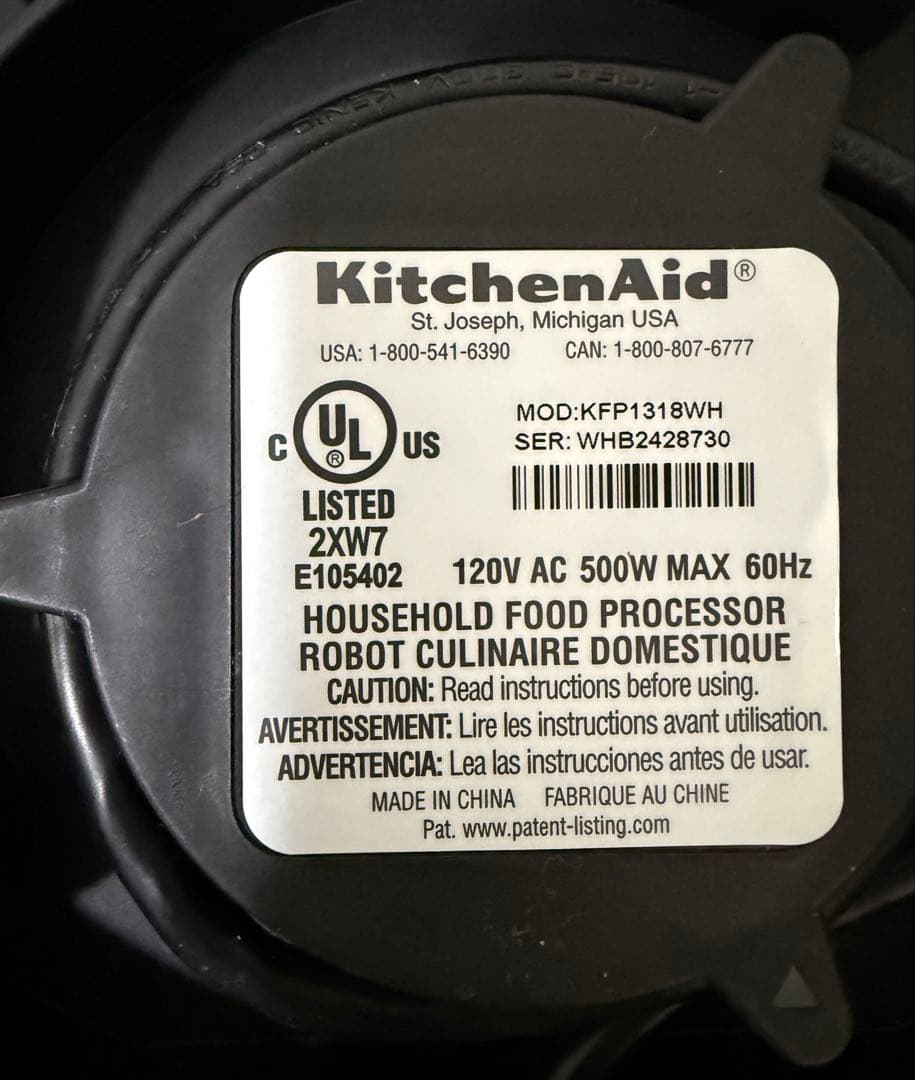 KitchenAid®
St. Joseph, Michigan USA
USA: 1-800-541-6390 CAN: 1-800-807-6777
C UL® US
LISTED
2XW7
E105402
MOD:KFP1318WH
SER: WHB2428730
120V AC 500W MAX 60Hz
HOUSEHOLD FOOD PROCESSOR
ROBOT CULINAIRE DOMESTIQUE
CAUTION: Read instructions before using.
AVERTISSEMENT: Lire les instructions avant utilisation.
ADVERTENCIA: Lea las instrucciones antes de usar.
MADE IN CHINA FABRIQUE AU CHINE
Pat. www.patent-listing.com